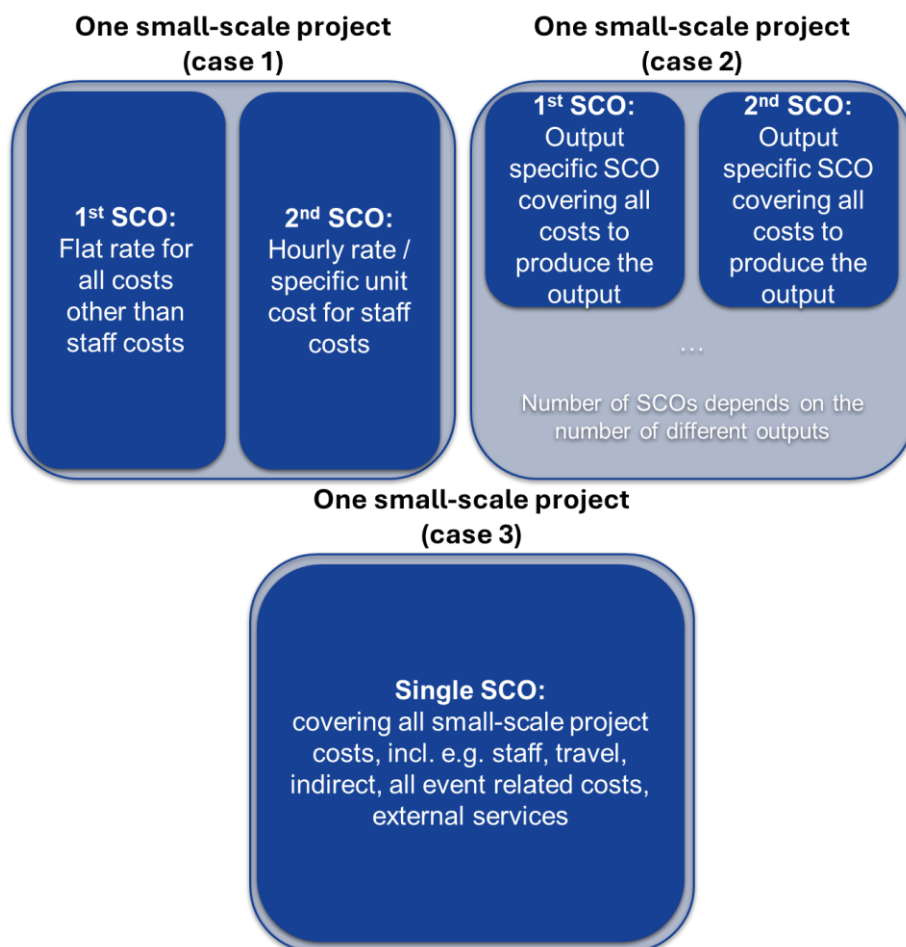 One small-scale project
(case 1)
1st SCO:
Flat rate for
all costs
other than
staff costs
2nd SCO:
Hourly rate /
specific unit
cost for staff
costs
One small-scale project
(case 2)
1st SCO:
Output
specific SCO
covering all
costs to
produce the
output
2nd SCO:
Output
specific SCO
covering all
costs to
produce the
output
...
Number of SCOs depends on the
number of different outputs
One small-scale project
(case 3)
Single SCO:
covering all small-scale project
costs, incl. e.g. staff, travel,
indirect, all event related costs,
external services